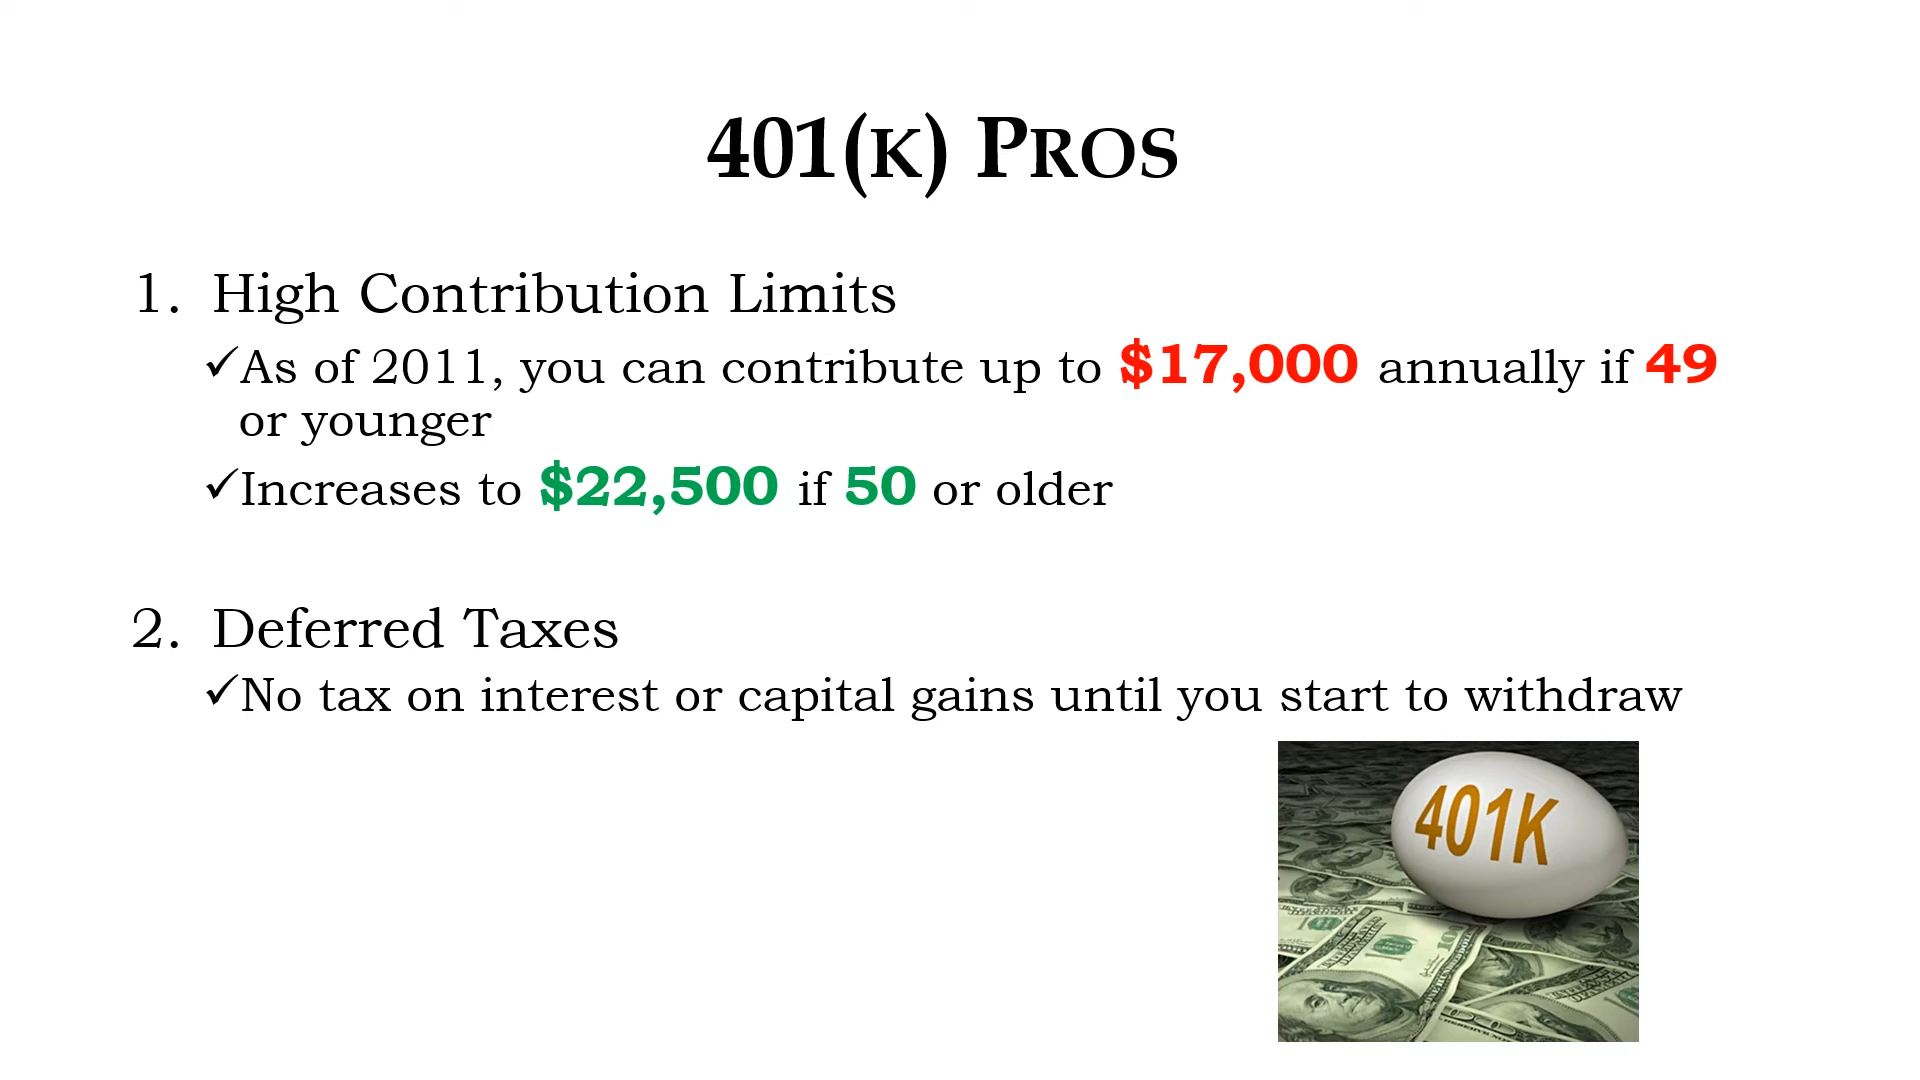 401(K) PROS
1. High Contribution Limits
✓As of 2011, you can contribute up to $17,000 annually if 49
or younger
✓Increases to $22,500 if 50 or older
2. Deferred Taxes
✓No tax on interest or capital gains until you start to withdraw
401K